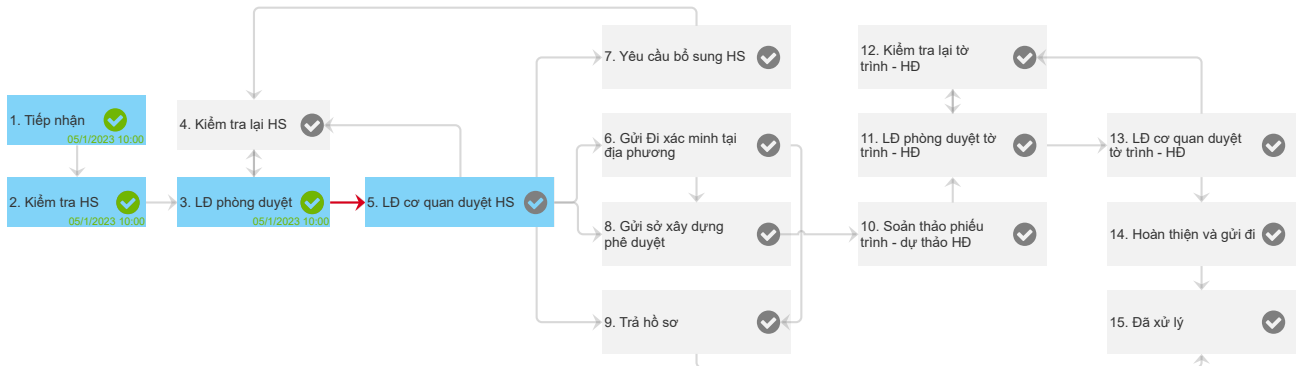 1. Tiếp nhận
05/1/2023 10:00
2. Kiểm tra HS
05/1/2023 10:00
3. LĐ phòng duyệt
05/1/2023 10:00
4. Kiểm tra lại HS
5. LĐ cơ quan duyệt HS
7. Yêu cầu bổ sung HS
6. Gửi Đi xác minh tại
địa phương
8. Gửi sở xây dựng
phê duyệt
9. Trả hồ sơ
12. Kiểm tra lại tờ
trình - HĐ
11. LĐ phòng duyệt tờ
trình - HĐ
10. Soản thảo phiếu
trình - dự thảo HĐ
13. LĐ cơ quan duyệt
tờ trình - HĐ
14. Hoàn thiện và gửi đi
15. Đã xử lý